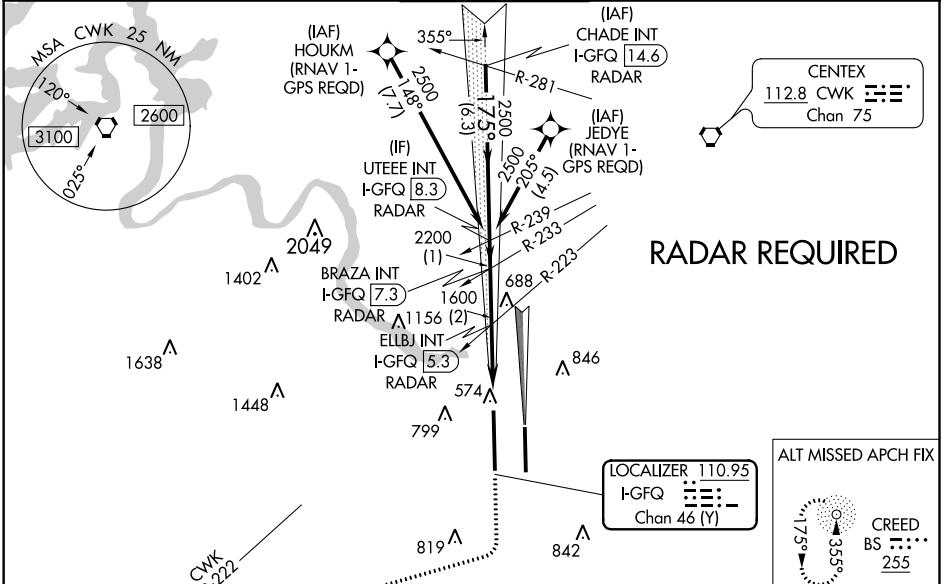 MSA CWK 25 NM
120°
3100
2600
025°
(IAF)
HOUKM
(RNAV 1-
GPS REQD)
2500
148°
(7.7)
355°
(IAF)
CHADE INT
I-GFQ 14.6
RADAR
R-281
175°
(6.3)
2500
(IAF)
JEDYE
(RNAV 1-
GPS REQD)
2500
205°
(4.5)
CENTEX
112.8 CWK
Chan 75
(IF)
UTEEE INT
I-GFQ 8.3
RADAR
R-239
R-233
R-223
RADAR REQUIRED
2049
1402
2200
(1)
BRAZA INT
I-GFQ 7.3
RADAR
1600
(2)
688
1156
ELLBJ INT
I-GFQ 5.3
RADAR
1638
846
574
1448
799
LOCALIZER 110.95
I-GFQ
Chan 46 (Y)
ALT MISSED APCH FIX
175°
355°
CREED
BS
255
819
842
CWK